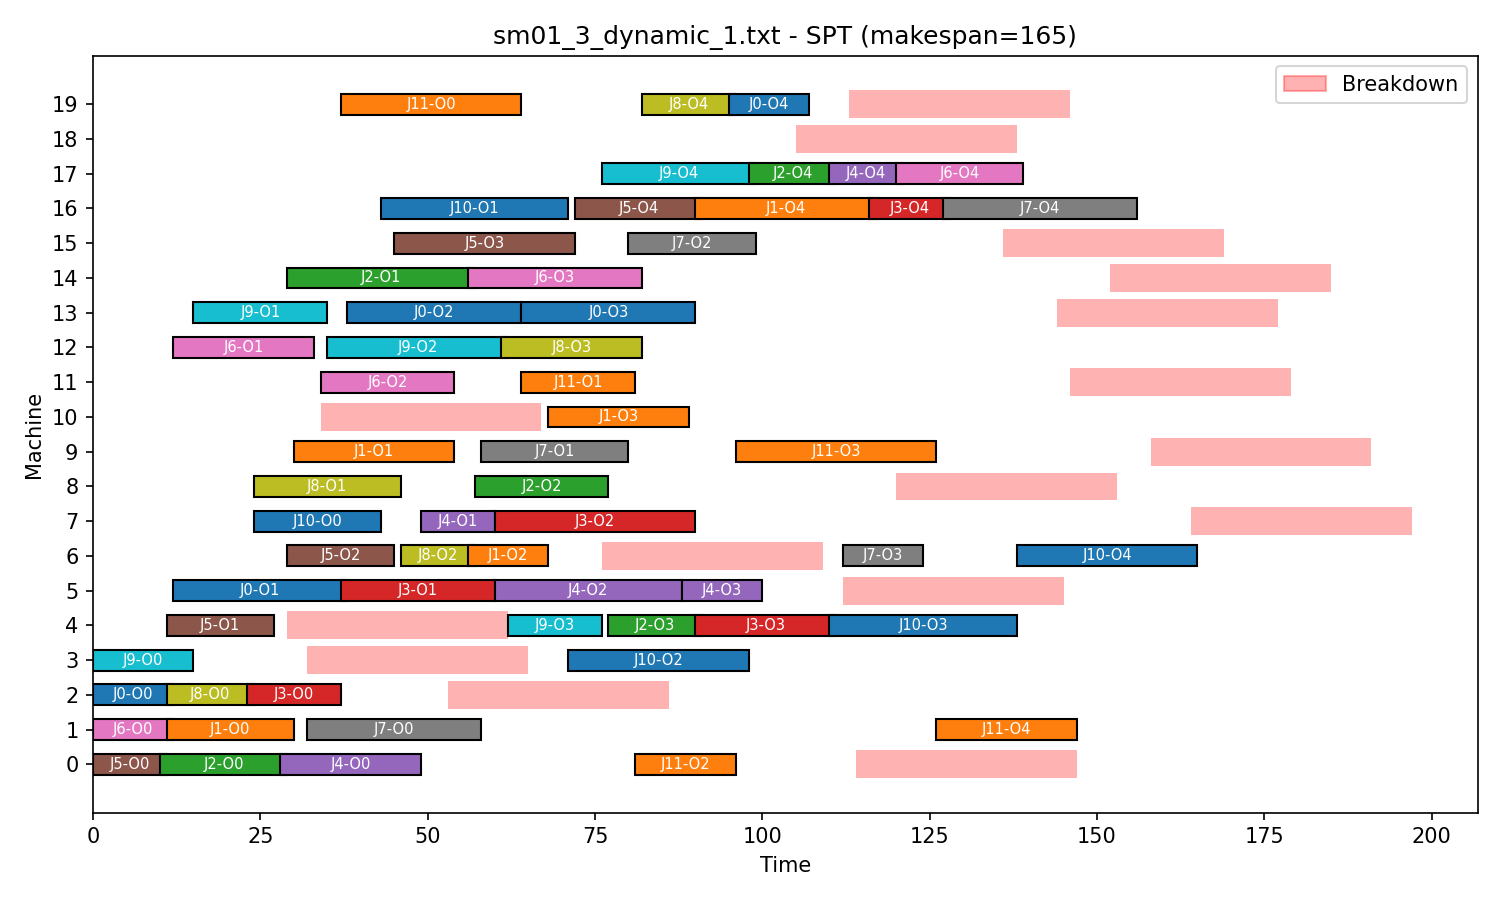 sm01_3_dynamic_1.txt - SPT (makespan=165)
Breakdown
Machine
19 J11-O0 J8-O4 J0-O4
18
17 J9-O4 J2-O4 J4-O4 J6-O4
16 J10-O1 J5-O4 J1-O4 J3-O4 J7-O4
15 J5-O3 J7-O2
14 J2-O1 J6-O3
13 J9-O1 J0-O2 J0-O3
12 J6-O1 J9-O2 J8-O3
11 J6-O2 J11-O1
10 J1-O3
9 J1-O1 J7-O1 J11-O3
8 J8-O1 J2-O2
7 J10-O0 J4-O1 J3-O2
6 J5-O2 J8-O2 J1-O2 J7-O3 J10-O4
5 J0-O1 J3-O1 J4-O2 J4-O3
4 J5-O1 J9-O3 J2-O3 J3-O3 J10-O3
3 J9-O0 J10-O2
2 J0-O0 J8-O0 J3-O0
1 J6-O0 J1-O0 J7-O0 J11-O4
0 J5-O0 J2-O0 J4-O0 J11-O2
0 25 50 75 100 125 150 175 200
Time